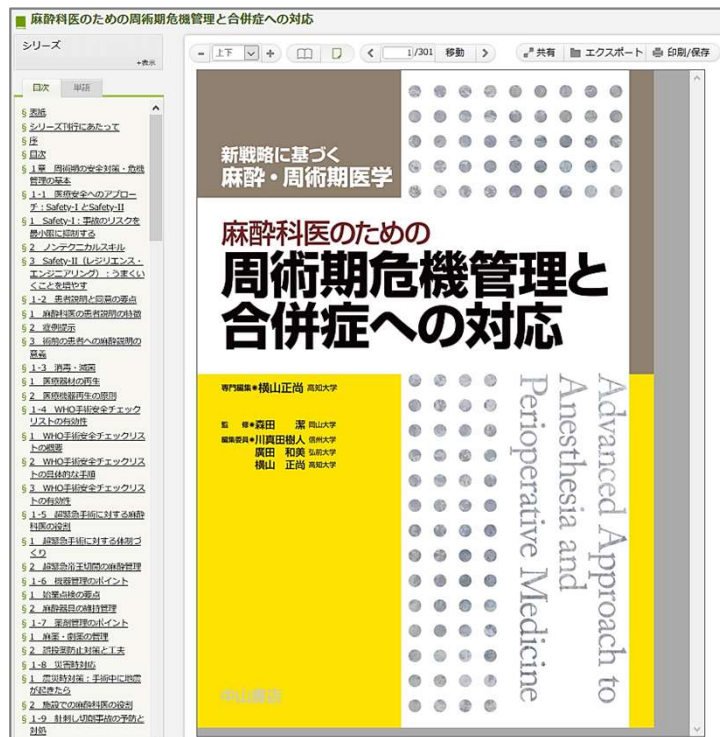 麻酔科医のための周術期危機管理と合併症への対応
シリーズ
+表示
目次
単語
§ 表紙
§ シリーズ刊行にあたって
§ 序
§ 目次
§ 1章 周術期の安全対策・危機
管理の基本
§ 1-1 医療安全へのアプロー
チ：Safety-I とSafety-II
§ 1 Safety-I：事故のリスクを
最小限に抑制する
§ 2 ノンテクニカルスキル
§ 3 Safety-II（レジリエンス・
エンジニアリング）：うまくい
くことを増やす
§ 1-2 患者説明と同意の要点
§ 1 麻酔科医の患者説明の特徴
§ 2 症例提示
§ 3 術前の患者への麻酔説明の
意義
§ 1-3 消毒・滅菌
§ 1 医療器材の再生
§ 2 医療機器再生の原則
§ 1-4 WHO手術安全チェック
リストの有効性
§ 1 WHO手術安全チェックリス
トの概要
§ 2 WHO手術安全チェックリス
トの具体的な手順
§ 3 WHO手術安全チェックリス
トの有効性
§ 1-5 超緊急手術に対する麻酔
科医の役割
§ 1 超緊急手術に対する体制づ
くり
§ 2 超緊急帝王切開の麻酔管理
§ 1-6 機器管理のポイント
§ 1 始業点検の要点
§ 2 麻酔器具の維持管理
§ 1-7 薬剤管理のポイント
§ 1 麻薬・劇薬の管理
§ 2 誤投薬防止対策と工夫
§ 1-8 災害時対応
§ 1 震災時対策：手術中に地震
が起きたら
§ 2 施設での麻酔科医の役割
§ 1-9 針刺し切創事故の予防と
対処
上下
1/301 移動
共有 エクスポート 印刷/保存
新戦略に基づく
麻酔・周術期医学
麻酔科医のための
周術期危機管理と
合併症への対応
専門編集●横山正尚 高知大学
監 修●森田 潔 岡山大学
編集委員●川真田樹人 信州大学
廣田 和美 弘前大学
横山 正尚 高知大学
Advanced Approach to
Anesthesia and
Perioperative Medicine
中山書店